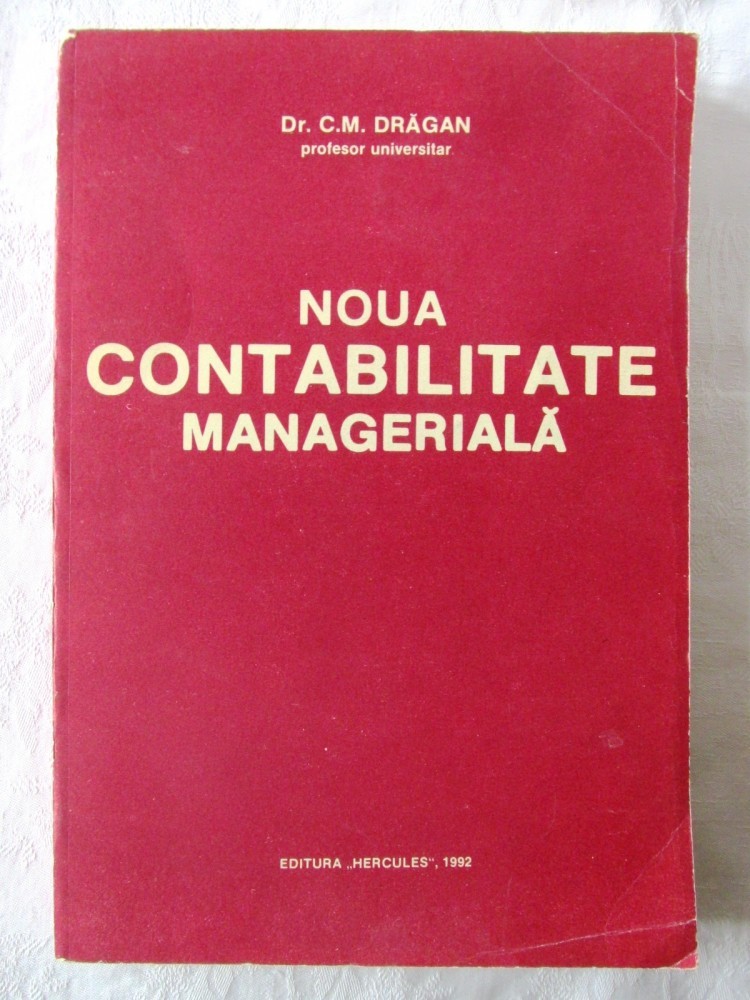 Dr. C.M. DRĂGAN
profesor universitar
NOUA
CONTABILITATE
MANAGERIALĂ
EDITURA „HERCULES“, 1992